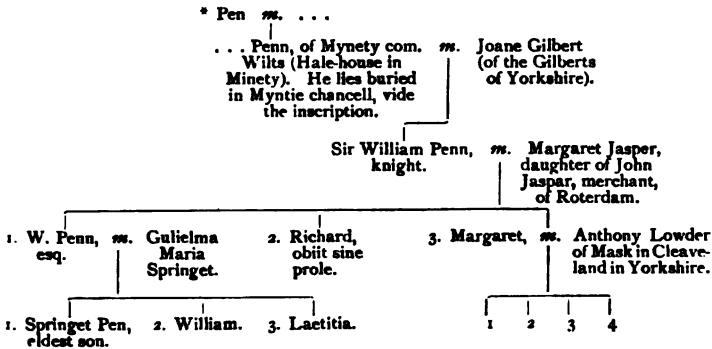 * Pen m. . . .
. . . Penn, of Mynety com. m. Joane Gilbert
Wilts (Hale-house in (of the Gilberts
Minety). He lies buried of Yorkshire).
in Myntie chancell, vide
the inscription.
Sir William Penn, m. Margaret Jasper,
knight. daughter of John
Jaspar, merchant,
of Roterdam.
1. W. Penn, m. Gulielma 2. Richard, 3. Margaret, m. Anthony Lowder
esq. Maria obiit sine of Mask in Cleave-
Springet. prole. land in Yorkshire.
1. Springet Pen, 2. William. 3. Laetitia. 1 2 3 4
eldest son.